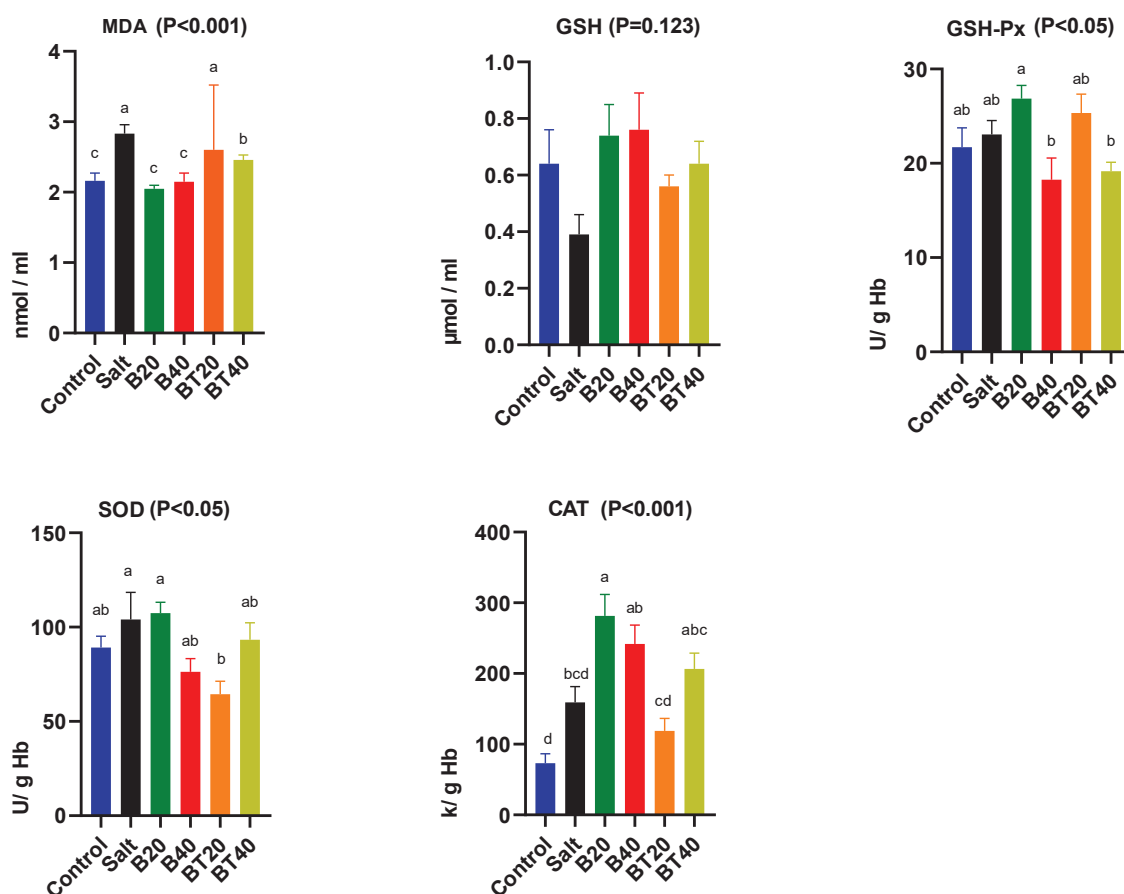 MDA (P<0.001)
nmol / ml
4
3
2
1
0
c
a
c
c
a
b
Control
Salt
B20
B40
BT20
BT40
GSH (P=0.123)
µmol / ml
1.0
0.8
0.6
0.4
0.2
0.0
Control
Salt
B20
B40
BT20
BT40
GSH-Px (P<0.05)
U/ g Hb
30
20
10
0
ab
ab
a
b
ab
b
Control
Salt
B20
B40
BT20
BT40
SOD (P<0.05)
U/ g Hb
150
100
50
0
ab
a
a
ab
b
ab
Control
Salt
B20
B40
BT20
BT40
CAT (P<0.001)
k/ g Hb
400
300
200
100
0
d
bcd
a
ab
cd
abc
Control
Salt
B20
B40
BT20
BT40